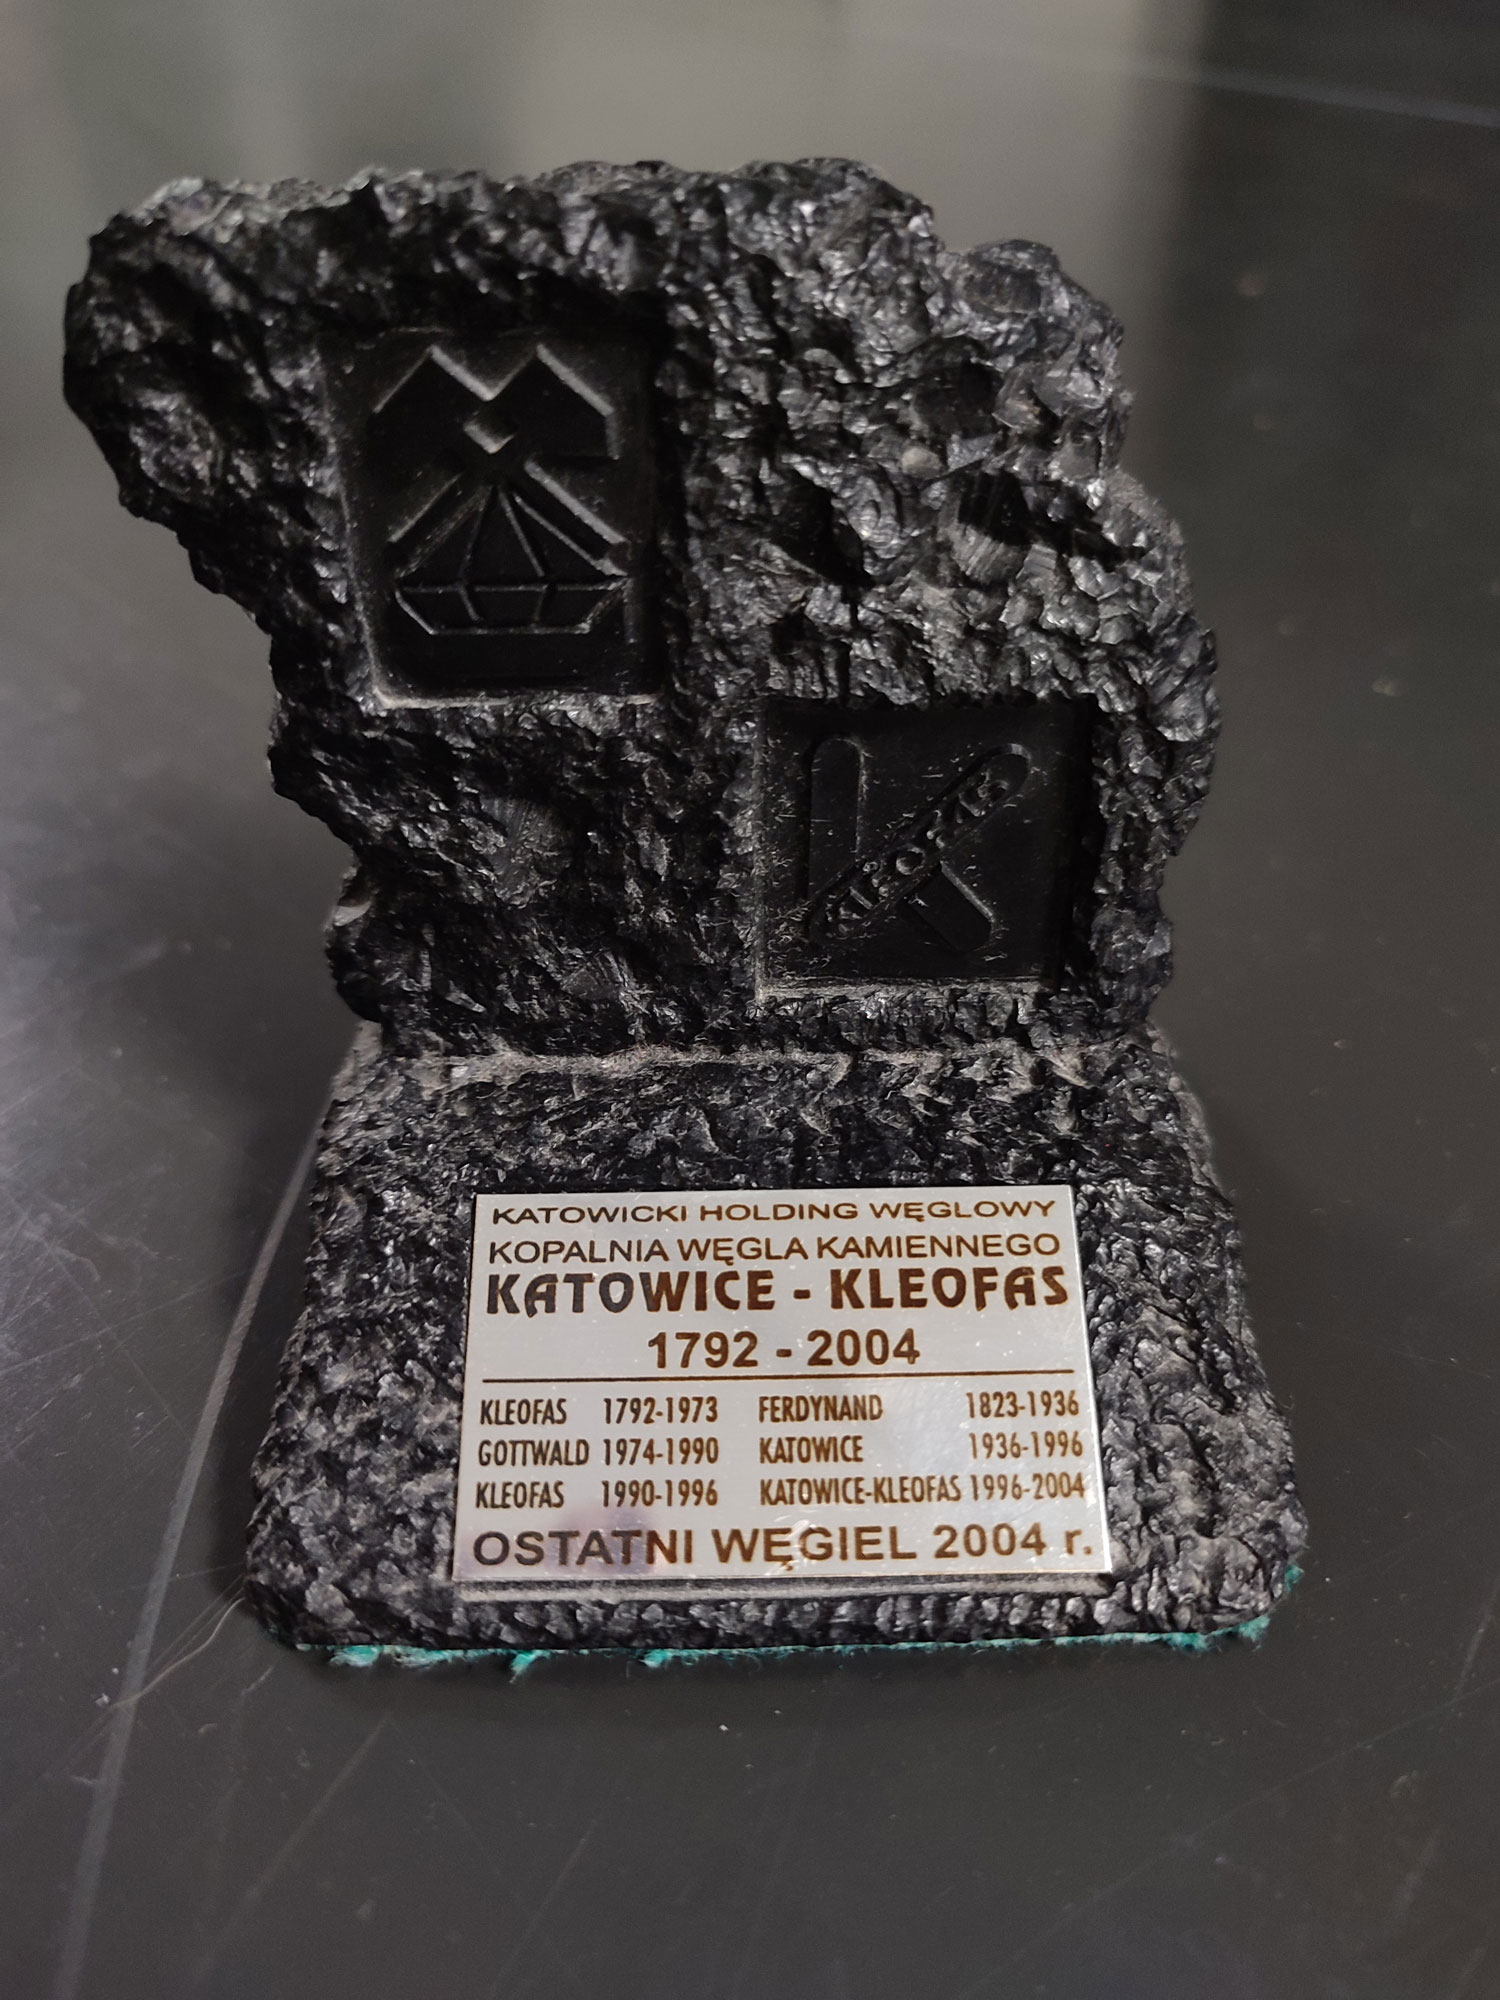 KLEOFAS
KATOWICKI HOLDING WĘGLOWY
KOPALNIA WĘGLA KAMIENNEGO
KATOWICE - KLEOFAS
1792 - 2004
KLEOFAS 1792-1973 FERDYNAND 1823-1936
GOTTWALD 1974-1990 KATOWICE 1936-1996
KLEOFAS 1990-1996 KATOWICE-KLEOFAS 1996-2004
OSTATNI WĘGIEL 2004 r.